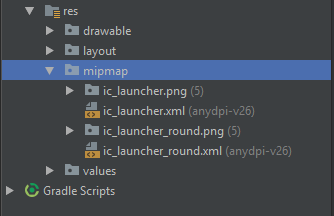 res
drawable
layout
mipmap
ic_launcher.png (5)
ic_launcher.xml (anydpi-v26)
ic_launcher_round.png (5)
ic_launcher_round.xml (anydpi-v26)
values
Gradle Scripts